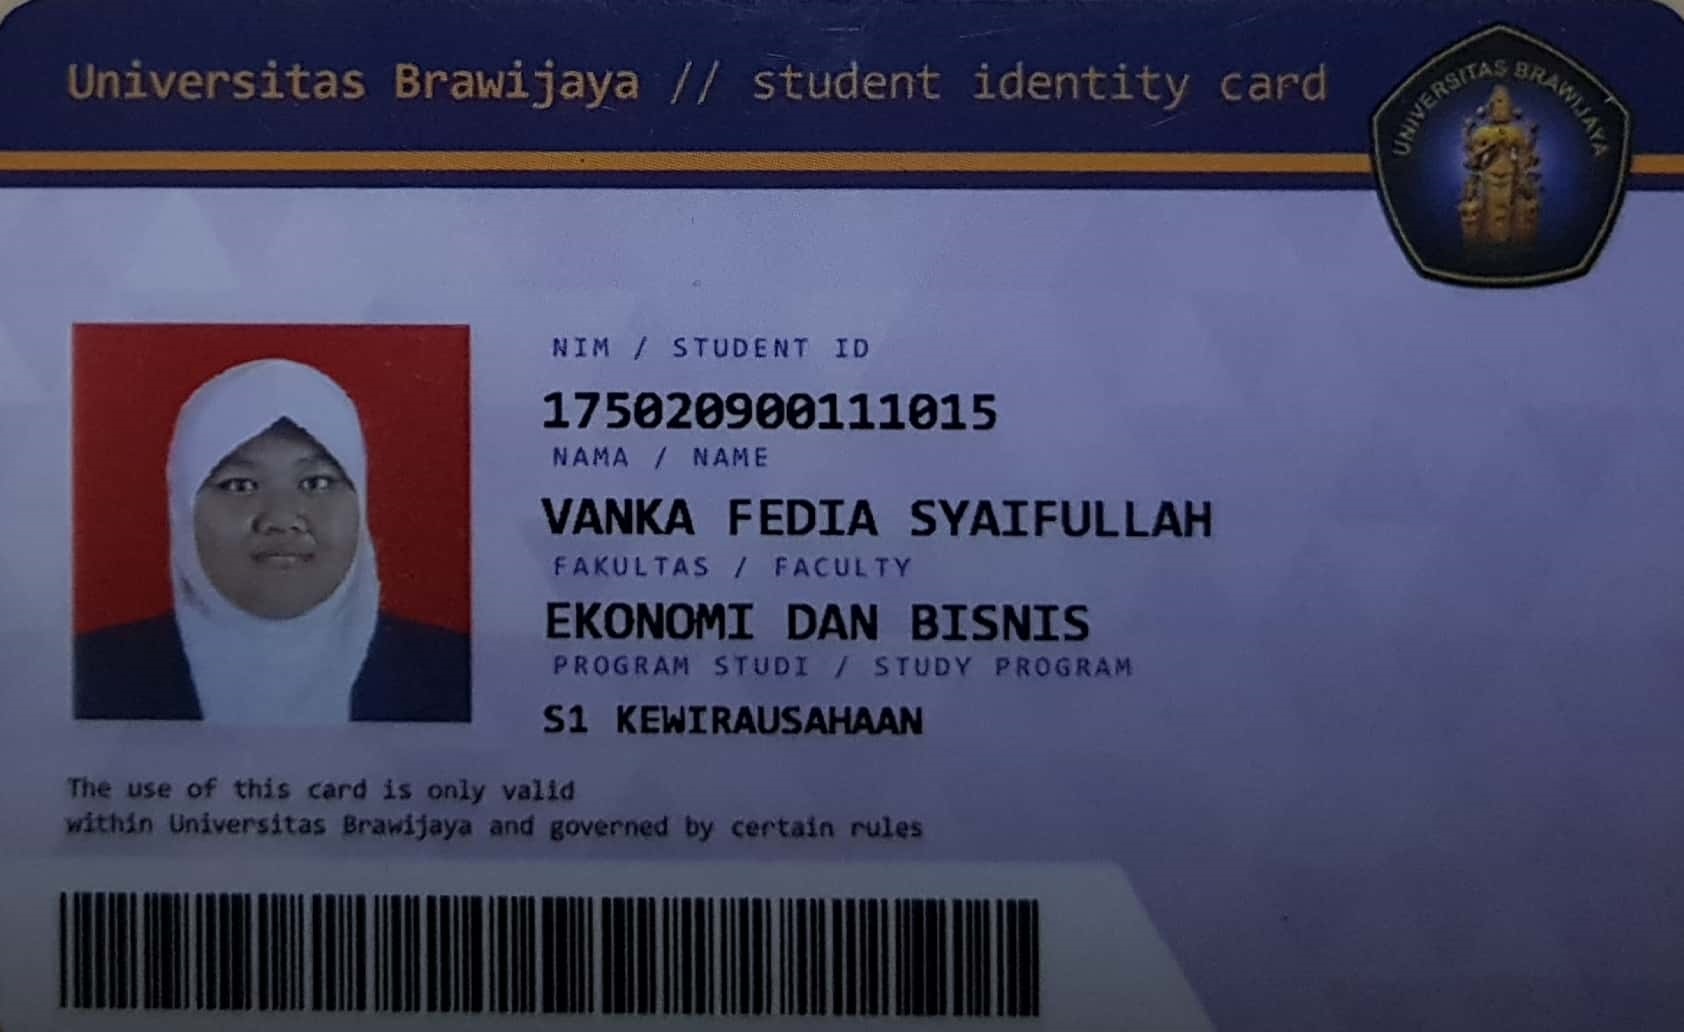 Universitas Brawijaya // student identity card
UNIVERSITAS BRAWIJAYA
NIM / STUDENT ID
175020900111015
NAMA / NAME
VANKA FEDIA SYAIFULLAH
FAKULTAS / FACULTY
EKONOMI DAN BISNIS
PROGRAM STUDI / STUDY PROGRAM
S1 KEWIRAUSAHAAN
The use of this card is only valid
within Universitas Brawijaya and governed by certain rules